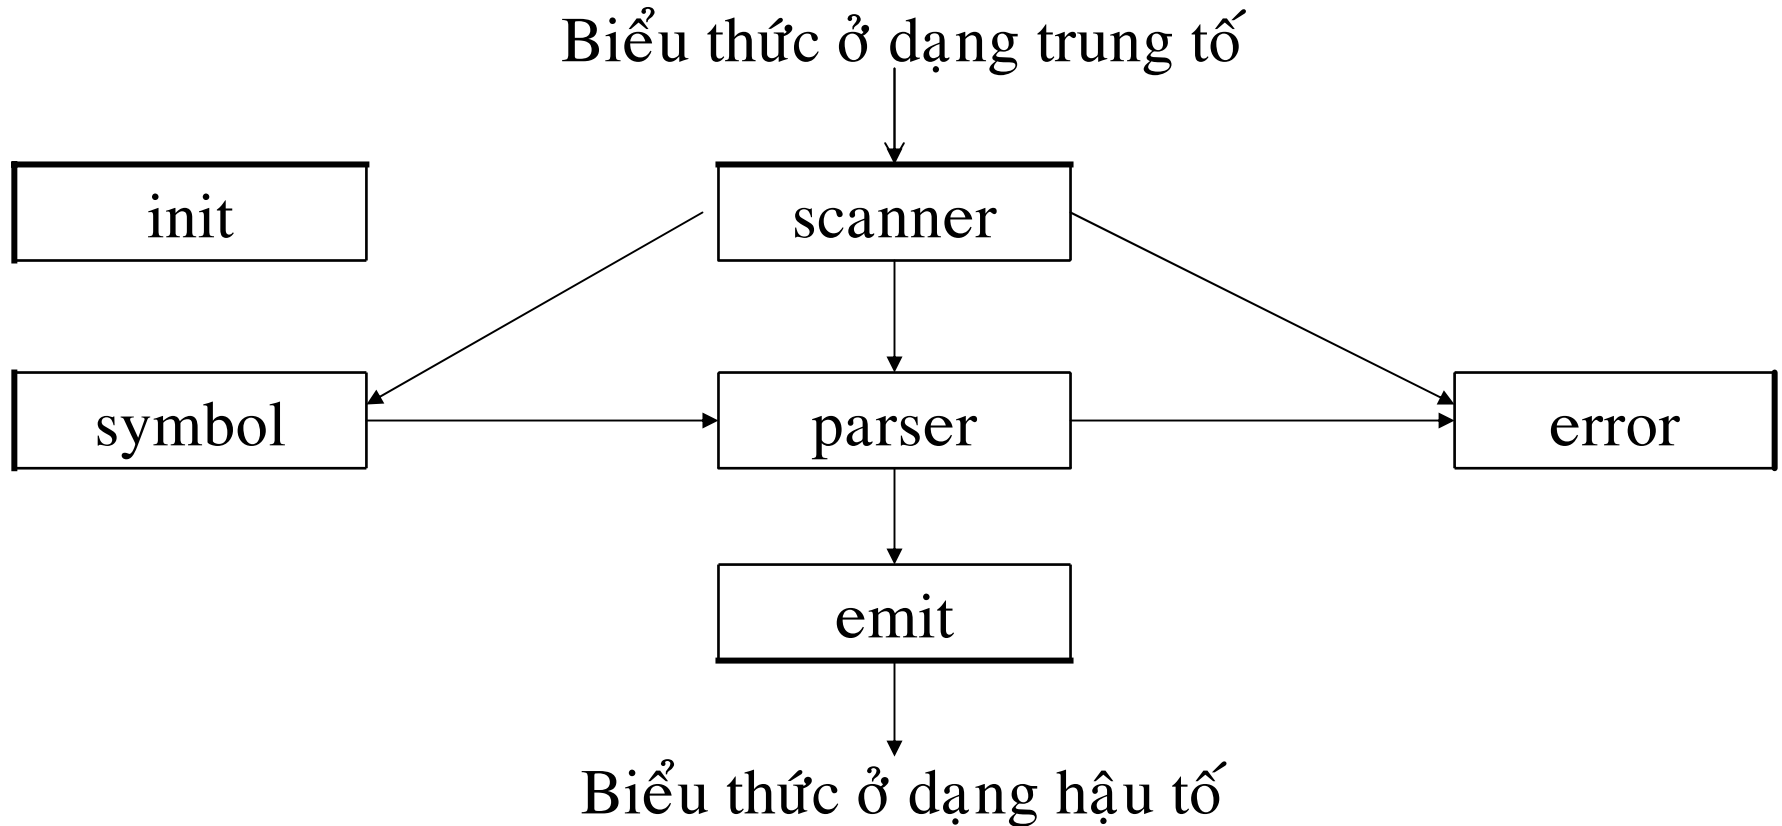 Biểu thức ở dạng trung tố
init
scanner
symbol
parser
error
emit
Biểu thức ở dạng hậu tố